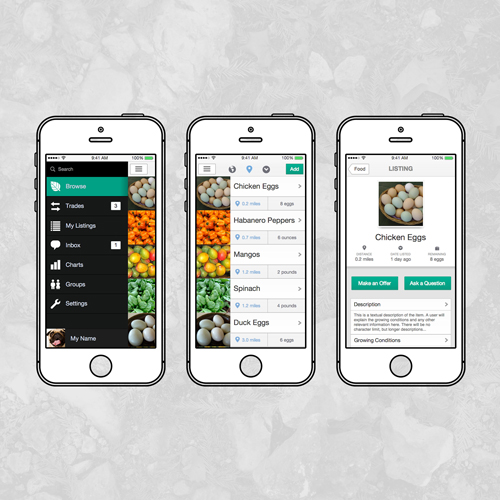 9:41 AM 100%
Search
Browse
Trades 3
My Listings
Inbox 1
Charts
Groups
Settings
My Name
9:41 AM 100%
Add
Chicken Eggs
0.2 miles 8 eggs
Habanero Peppers
0.7 miles 6 ounces
Mangos
1.2 miles 2 pounds
Spinach
1.2 miles 4 pounds
Duck Eggs
3.0 miles 6 eggs
9:41 AM 100%
Food LISTING
Chicken Eggs
DISTANCE DATE LISTED REMAINING
0.2 miles 1 day ago 8 eggs
Make an Offer Ask a Question
Description
This is a textual description of the item. A user will
explain the growing conditions and any other
relevant information here. There will be no
character limit, but longer descriptions...
Growing Conditions